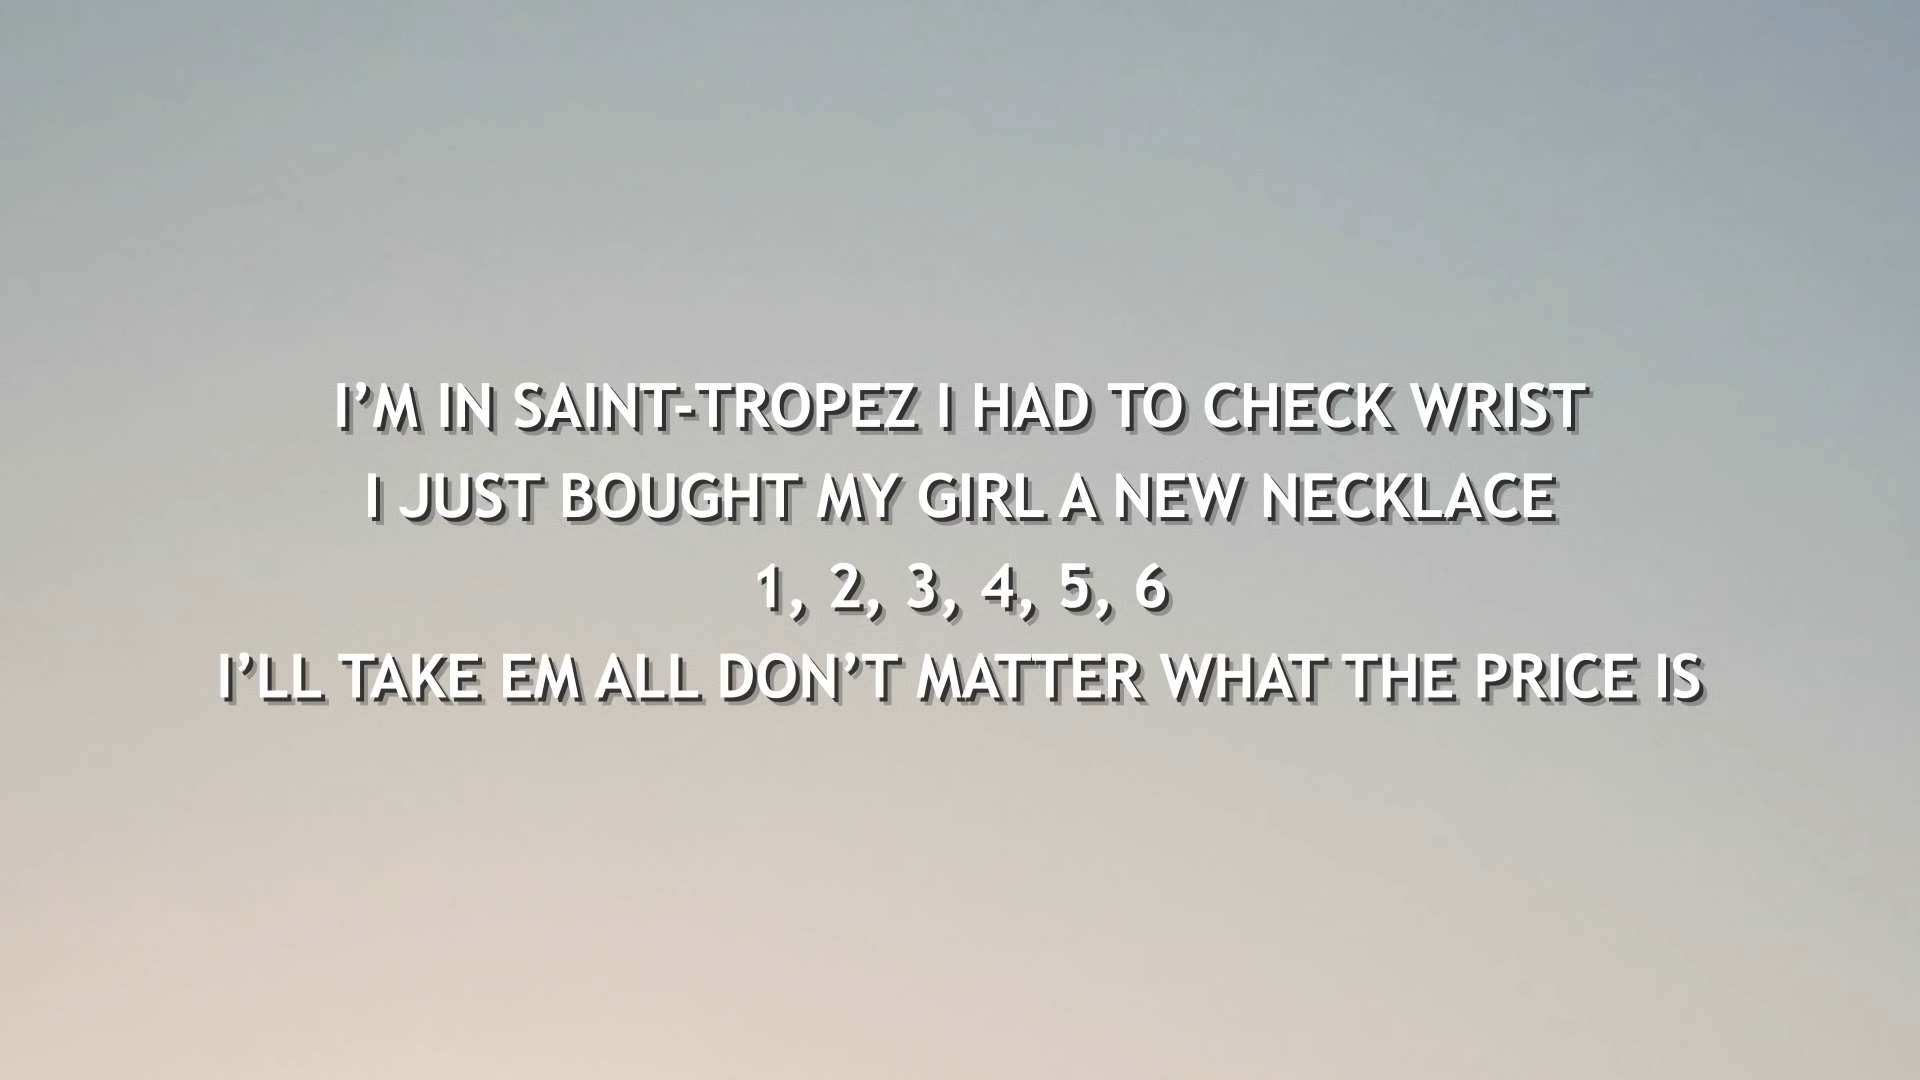 I’M IN SAINT-TROPEZ I HAD TO CHECK WRIST
I JUST BOUGHT MY GIRL A NEW NECKLACE
1, 2, 3, 4, 5, 6
I’LL TAKE EM ALL DON’T MATTER WHAT THE PRICE IS